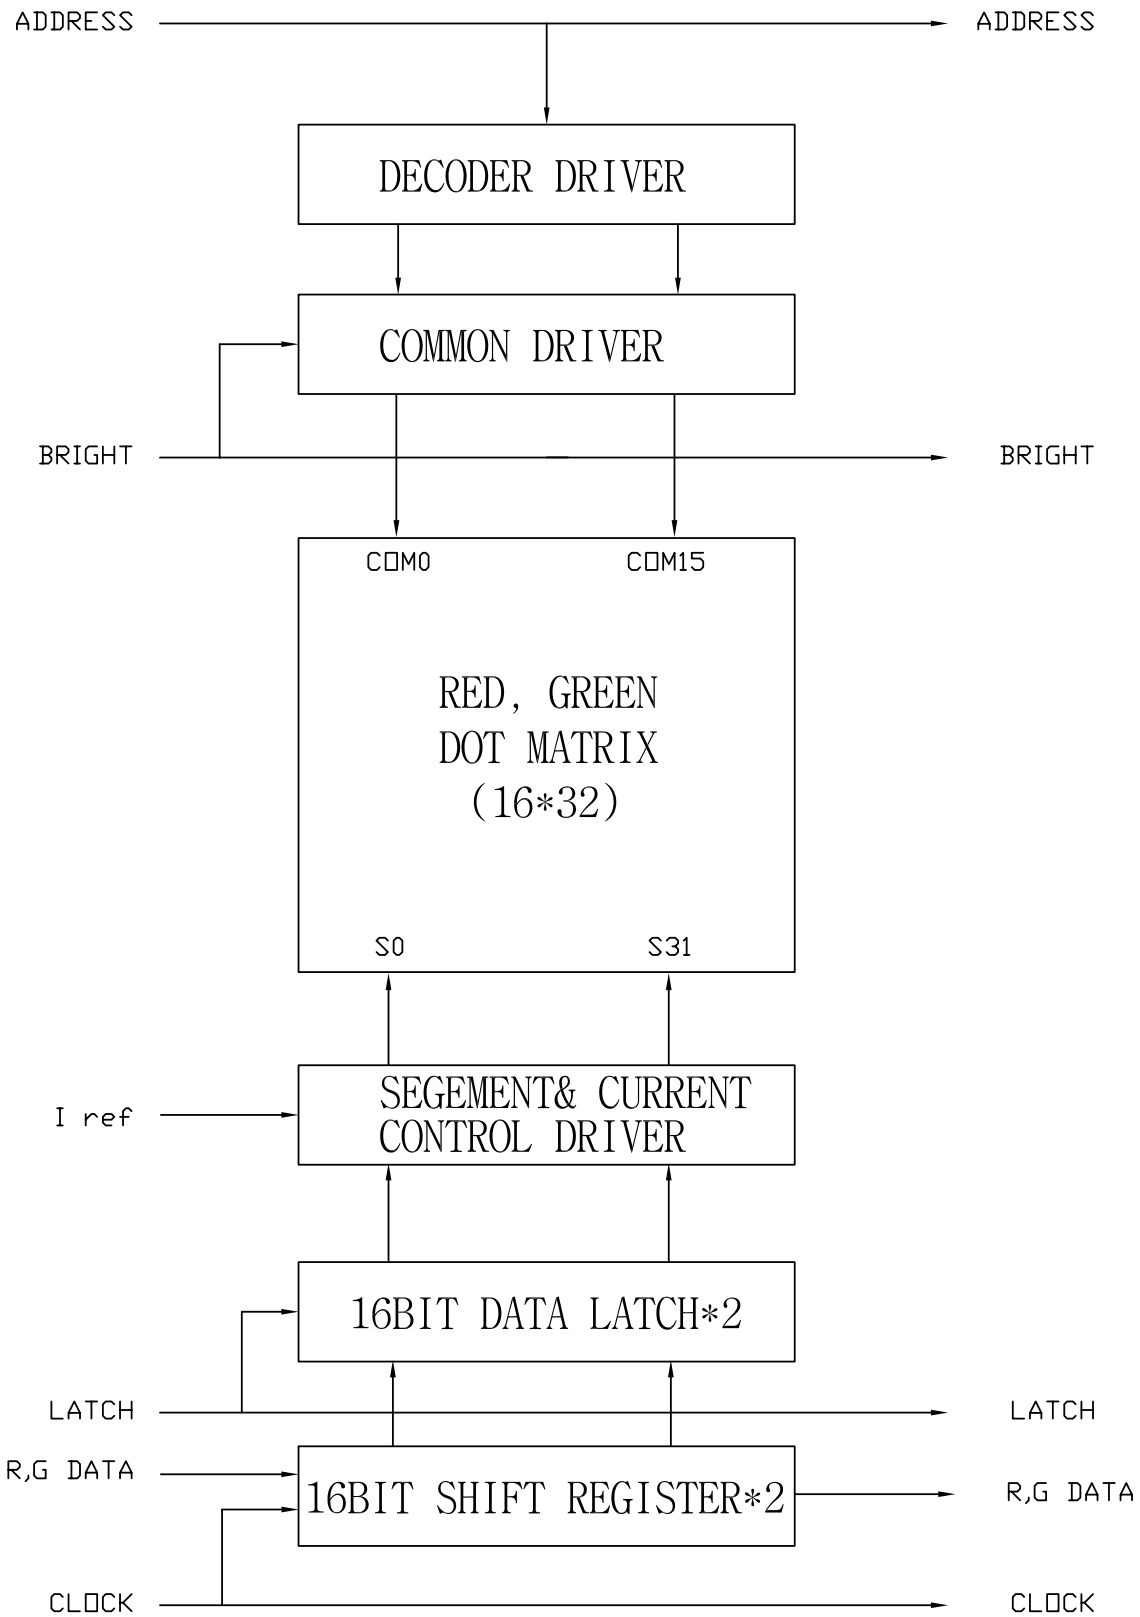 ADDRESS ADDRESS
DECODER DRIVER
COMMON DRIVER
BRIGHT BRIGHT
COM0 COM15
RED, GREEN
DOT MATRIX
(16*32)
S0 S31
SEGEMENT& CURRENT
I ref
CONTROL DRIVER
16BIT DATA LATCH*2
LATCH LATCH
R,G DATA
16BIT SHIFT REGISTER*2
R,G DATA
CLOCK CLOCK